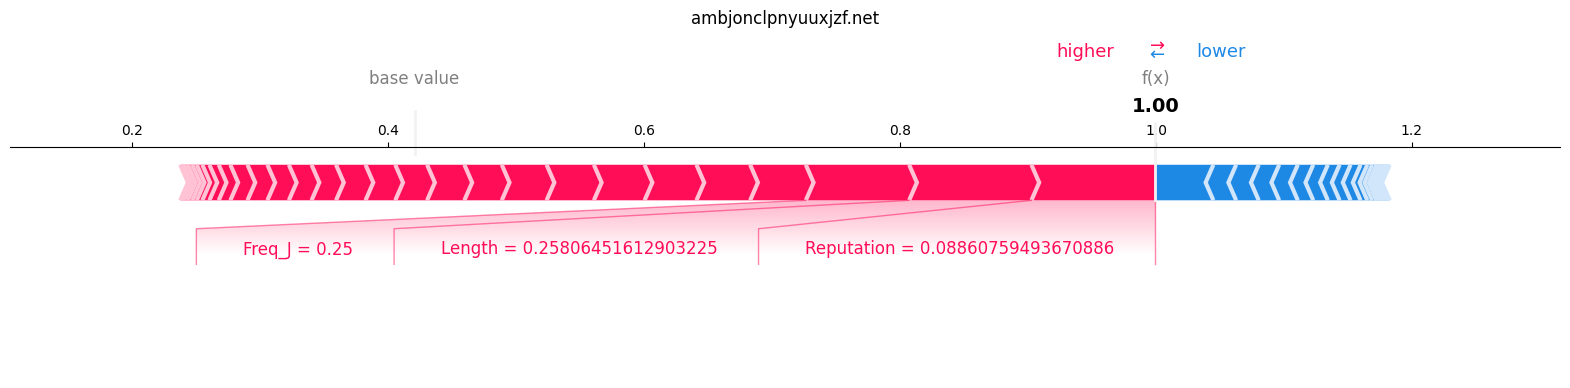 ambjonclpnyuuxjzf.net
higher ⇄ lower
base value f(x)
1.00
0.2 0.4 0.6 0.8 1.0 1.2
Freq_J = 0.25 Length = 0.25806451612903225 Reputation = 0.08860759493670886